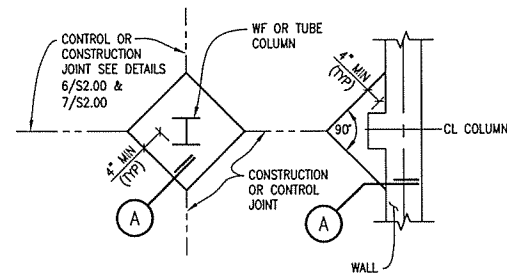 CONTROL OR
CONSTRUCTION
JOINT SEE DETAILS
6/S2.00 &
7/S2.00
WF OR TUBE
COLUMN
4" MIN
(TYP)
4" MIN
(TYP)
90°
CL COLUMN
CONSTRUCTION
OR CONTROL
JOINT
A
A
WALL